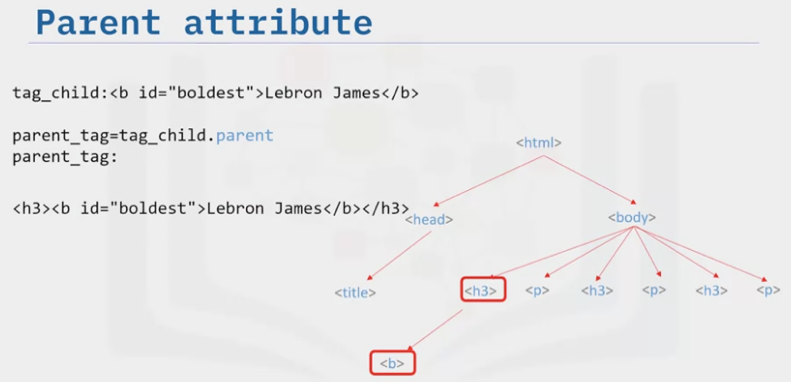 Parent attribute
tag_child:<b id="boldest">Lebron James</b>
parent_tag=tag_child.parent
parent_tag:
<h3><b id="boldest">Lebron James</b></h3>
<html>
<head>
<body>
<title>
<h3>
<p>
<h3>
<p>
<h3>
<p>
<b>